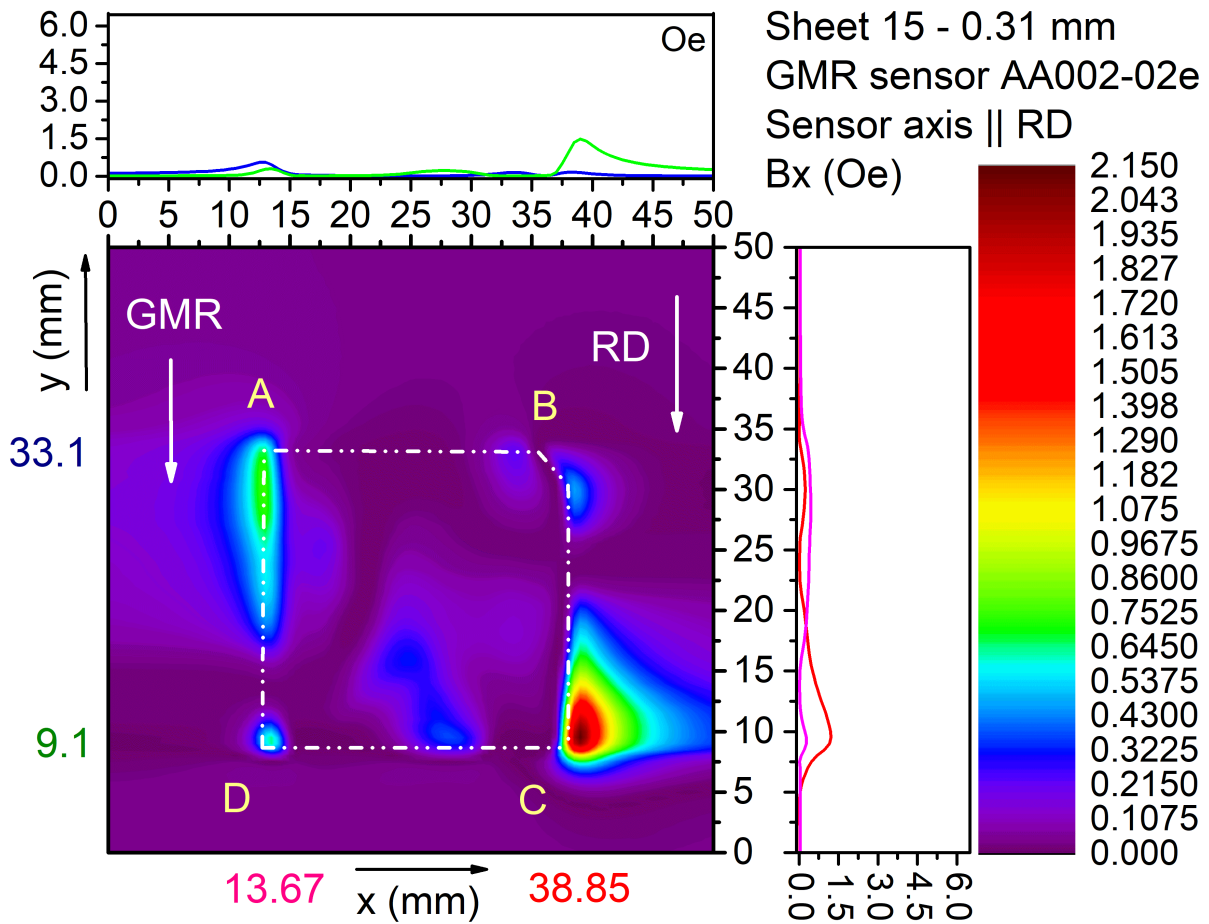 6.0
4.5
3.0
1.5
0.0
Oe
0 5 10 15 20 25 30 35 40 45 50
Sheet 15 - 0.31 mm
GMR sensor AA002-02e
Sensor axis || RD
Bx (Oe)
2.150
2.043
1.935
1.827
1.720
1.613
1.505
1.398
1.290
1.182
1.075
0.9675
0.8600
0.7525
0.6450
0.5375
0.4300
0.3225
0.2150
0.1075
0.000
y (mm)
33.1
9.1
GMR
RD
A
B
D
C
50
45
40
35
30
25
20
15
10
5
0
0.0 1.5 3.0 4.5 6.0
13.67
x (mm)
38.85